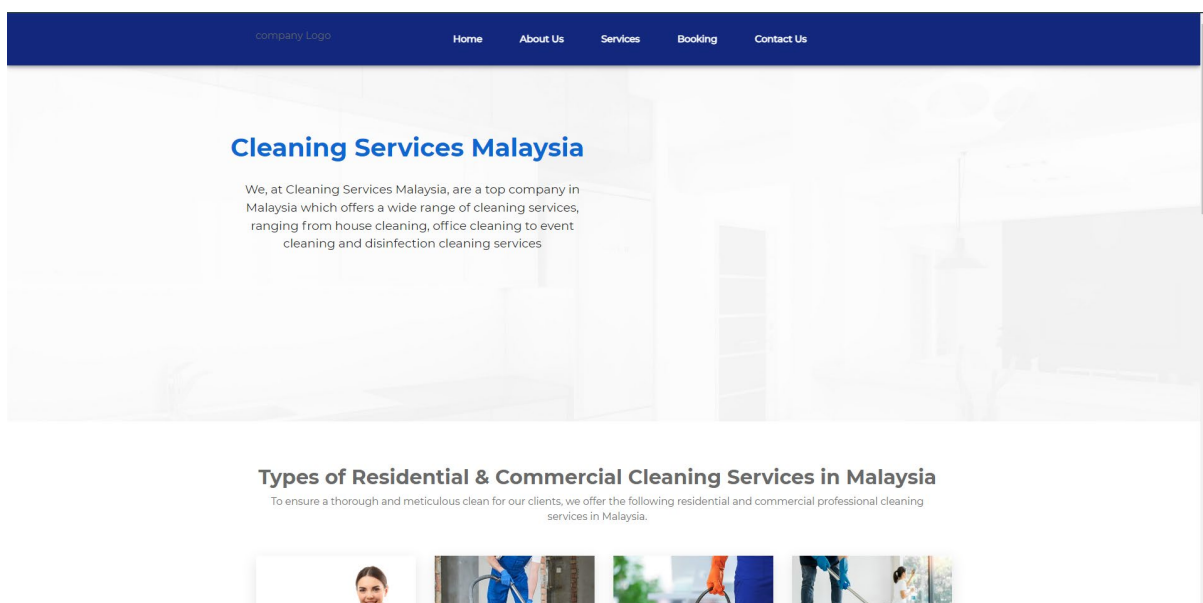 company Logo
Home About Us Services Booking Contact Us
Cleaning Services Malaysia
We, at Cleaning Services Malaysia, are a top company in
Malaysia which offers a wide range of cleaning services,
ranging from house cleaning, office cleaning to event
cleaning and disinfection cleaning services
Types of Residential & Commercial Cleaning Services in Malaysia
To ensure a thorough and meticulous clean for our clients, we offer the following residential and commercial professional cleaning
services in Malaysia.